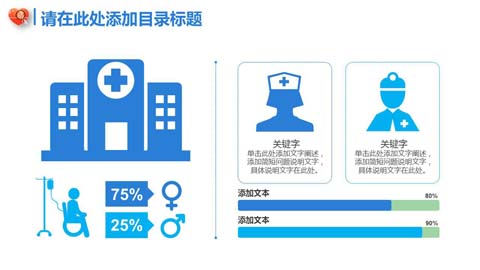 请在此处添加目录标题
关键字
单击此处添加文字阐述，
添加简短问题说明文字，
具体说明文字在此处。
关键字
单击此处添加文字阐述，
添加简短问题说明文字，
具体说明文字在此处。
75%
25%
添加文本
80%
添加文本
90%